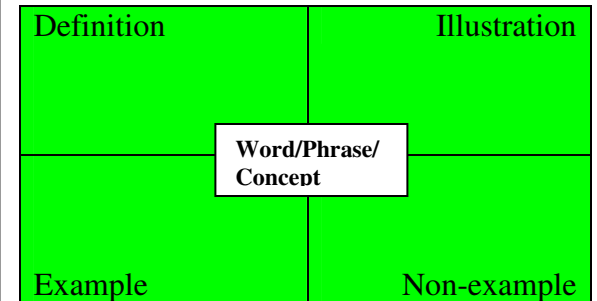 Definition
Illustration
Word/Phrase/
Concept
Example
Non-example